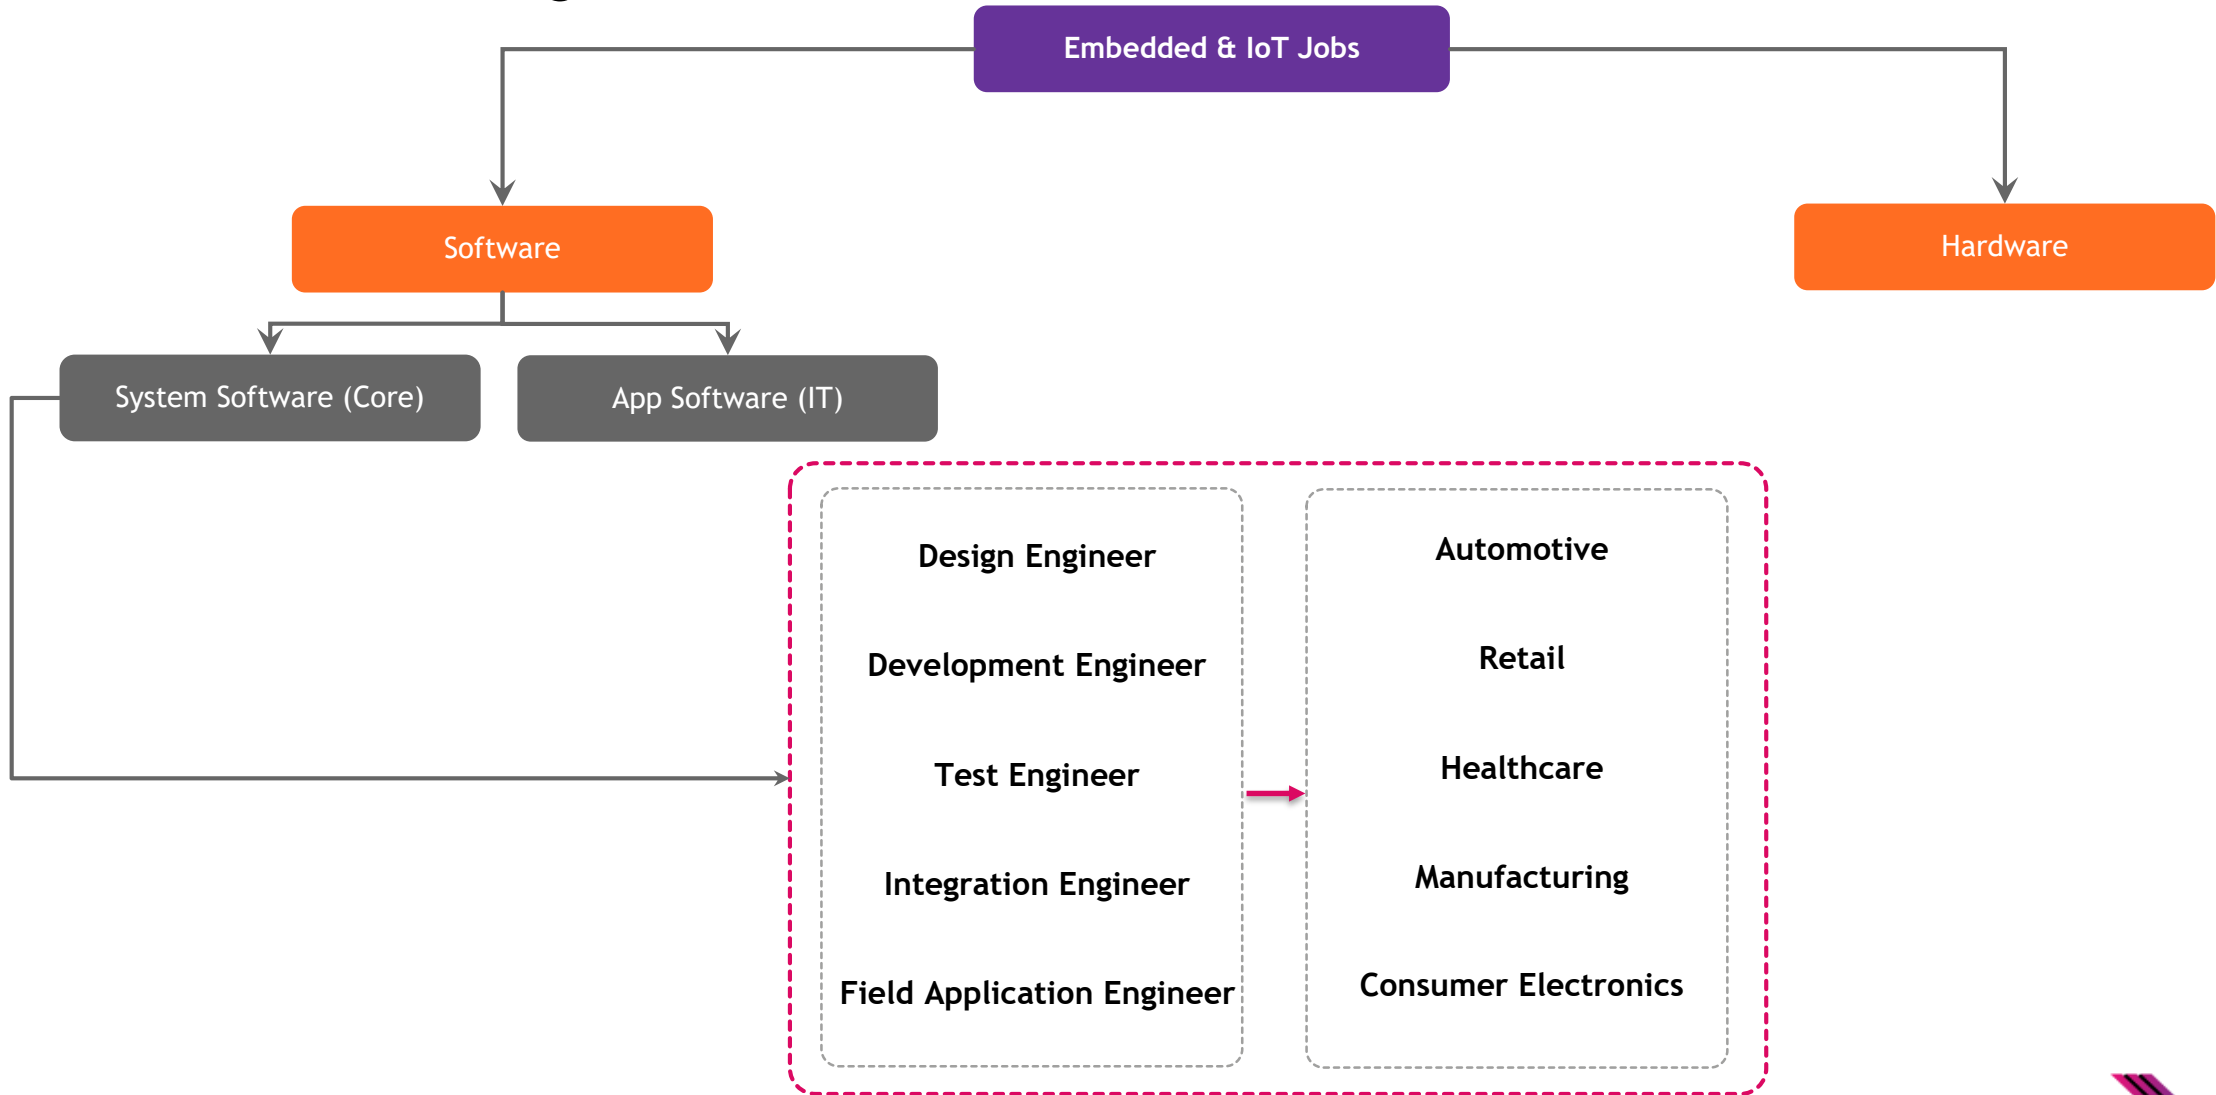 Embedded & IoT Jobs
Software
Hardware
System Software (Core)
App Software (IT)
Design Engineer
Development Engineer
Test Engineer
Integration Engineer
Field Application Engineer
Automotive
Retail
Healthcare
Manufacturing
Consumer Electronics